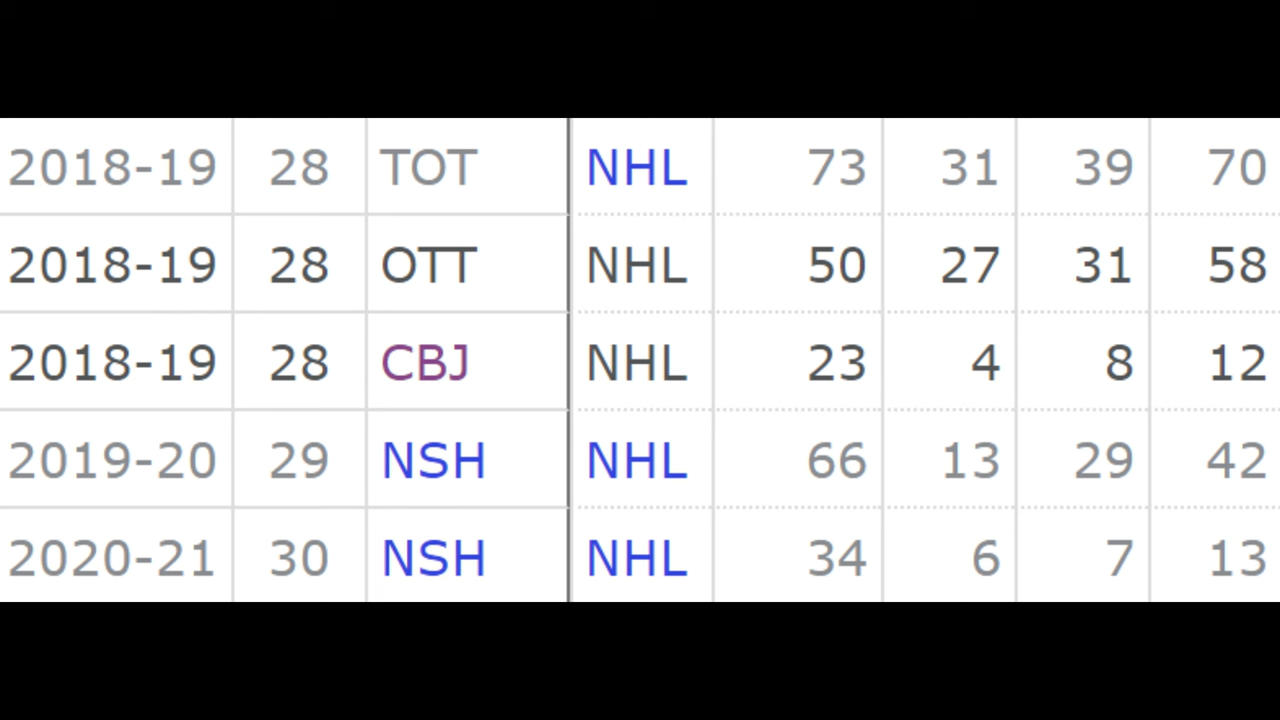 2018-19 28 TOT NHL 73 31 39 70
2018-19 28 OTT NHL 50 27 31 58
2018-19 28 CBJ NHL 23 4 8 12
2019-20 29 NSH NHL 66 13 29 42
2020-21 30 NSH NHL 34 6 7 13